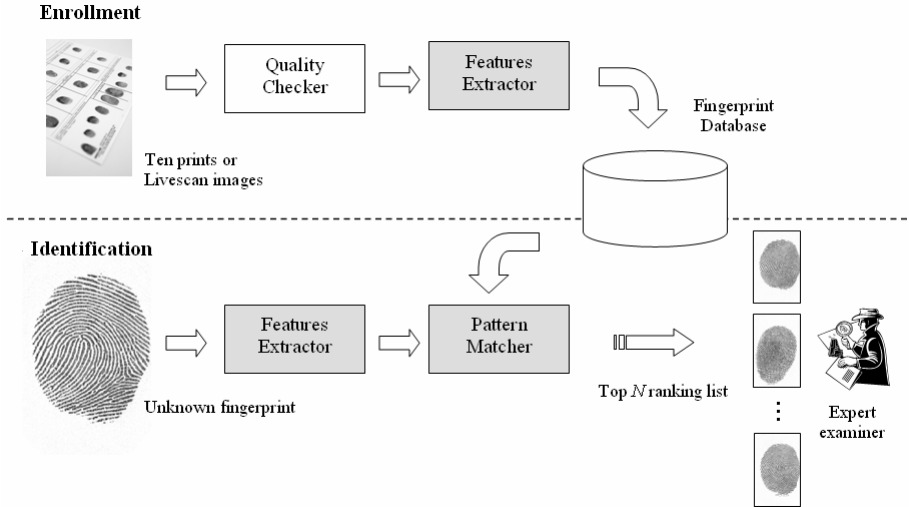 Enrollment
Quality
Checker
Features
Extractor
Fingerprint
Database
Ten prints or
Livescan images
Identification
Features
Extractor
Pattern
Matcher
Unknown fingerprint
Top N ranking list
Expert
examiner